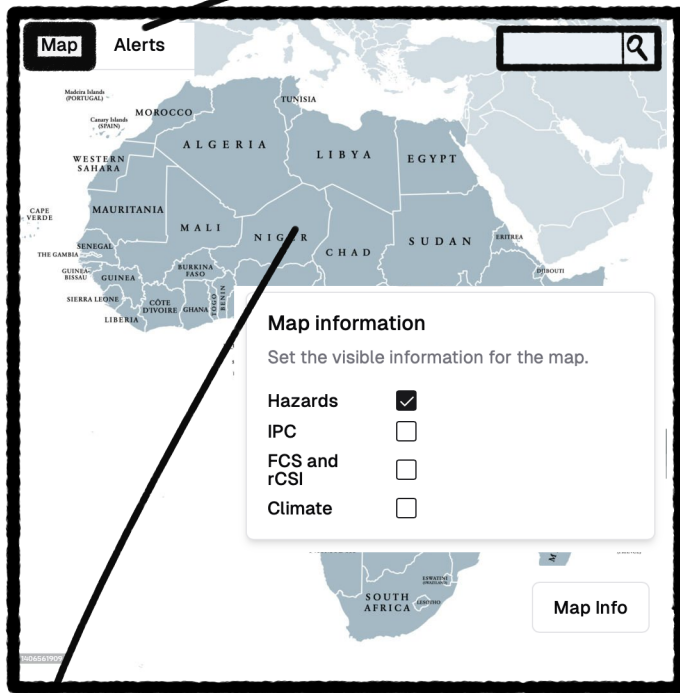 Map
Alerts
Madeira Islands
(PORTUGAL)
Canary Islands
(SPAIN)
MOROCCO
TUNISIA
ALGERIA
LIBYA
EGYPT
WESTERN
SAHARA
CAPE
VERDE
MAURITANIA
MALI
NIGER
CHAD
SUDAN
ERITREA
SENEGAL
THE GAMBIA
GUINEA-
BISSAU
GUINEA
BURKINA
FASO
DJIBOUTI
SIERRA LEONE
CÔTE
D'IVOIRE
GHANA
TOGO
BENIN
LIBERIA
Map information
Set the visible information for the map.
Hazards
IPC
FCS and
rCSI
Climate
ESWATINI
(SWAZILAND)
SOUTH
AFRICA
LESOTHO
Map Info
1406561909